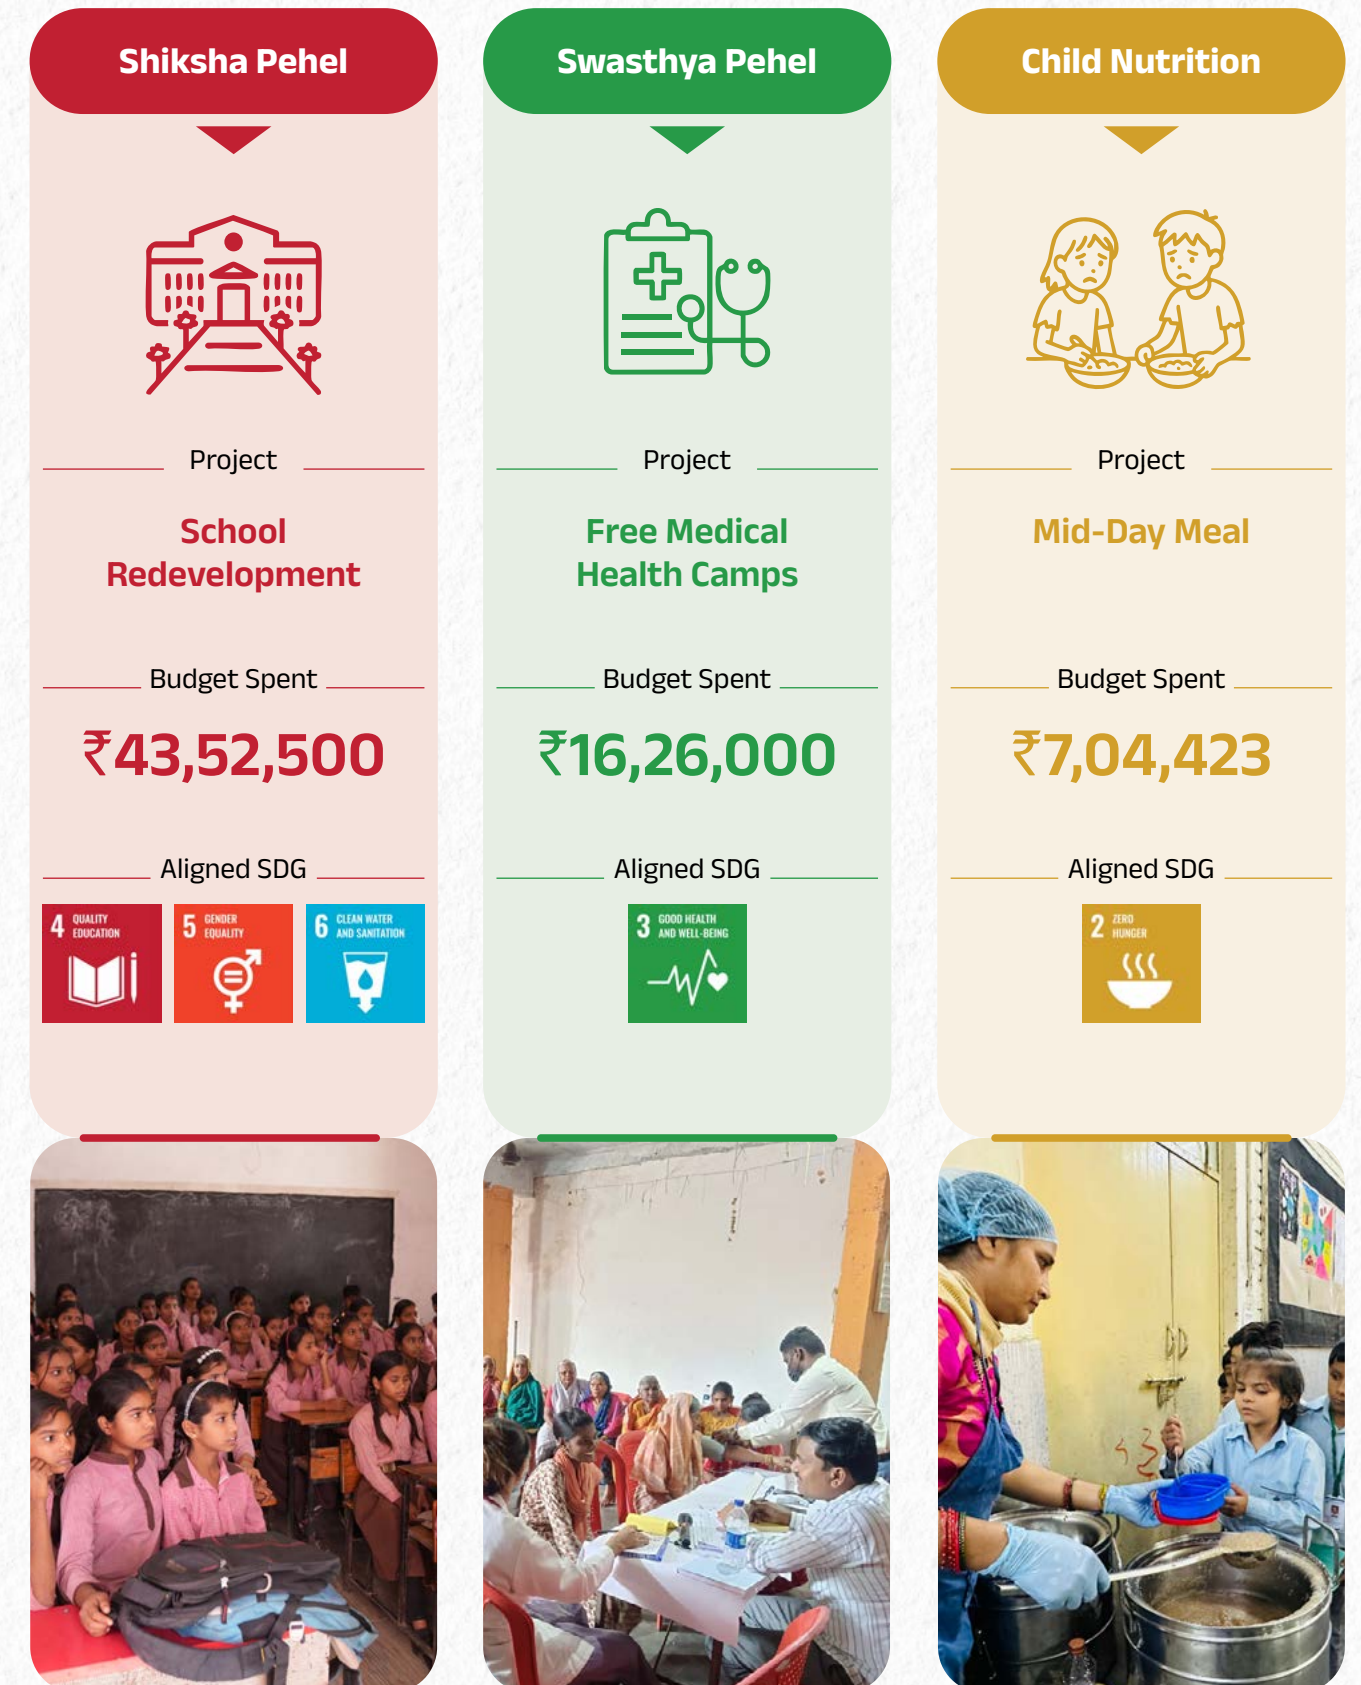 Shiksha Pehel
Project
School
Redevelopment
Budget Spent
₹43,52,500
Aligned SDG
4 QUALITY
EDUCATION
5 GENDER
EQUALITY
6 CLEAN WATER
AND SANITATION
Swasthya Pehel
Project
Free Medical
Health Camps
Budget Spent
₹16,26,000
Aligned SDG
3 GOOD HEALTH
AND WELL-BEING
Child Nutrition
Project
Mid-Day Meal
Budget Spent
₹7,04,423
Aligned SDG
2 ZERO
HUNGER